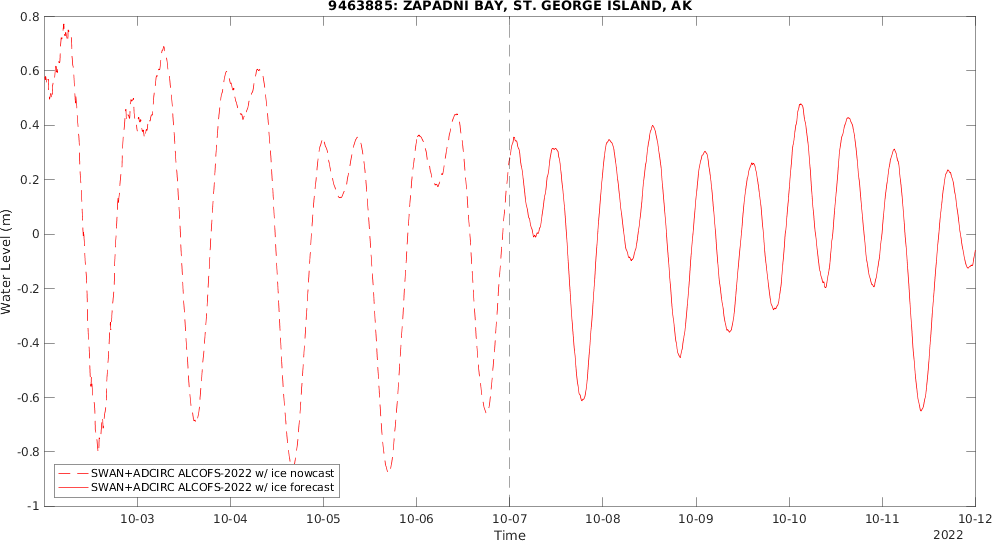 9463885: ZAPADNI BAY, ST. GEORGE ISLAND, AK
Water Level (m)
0.8
0.6
0.4
0.2
0
-0.2
-0.4
-0.6
-0.8
-1
SWAN+ADCIRC ALCOFS-2022 w/ ice nowcast
SWAN+ADCIRC ALCOFS-2022 w/ ice forecast
10-03 10-04 10-05 10-06 10-07 10-08 10-09 10-10 10-11 10-12
Time
2022